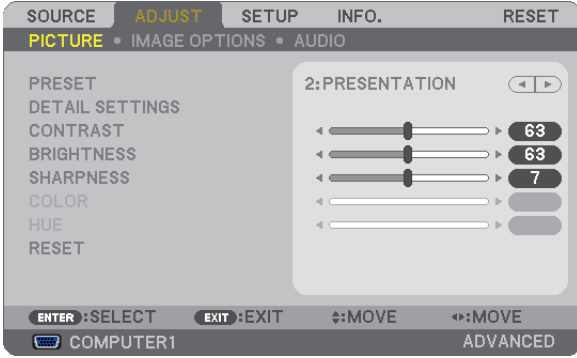 SOURCE ADJUST SETUP INFO. RESET
PICTURE • IMAGE OPTIONS • AUDIO
PRESET 2:PRESENTATION
DETAIL SETTINGS
CONTRAST 63
BRIGHTNESS 63
SHARPNESS 7
COLOR
HUE
RESET
ENTER:SELECT EXIT:EXIT :MOVE :MOVE
COMPUTER1 ADVANCED